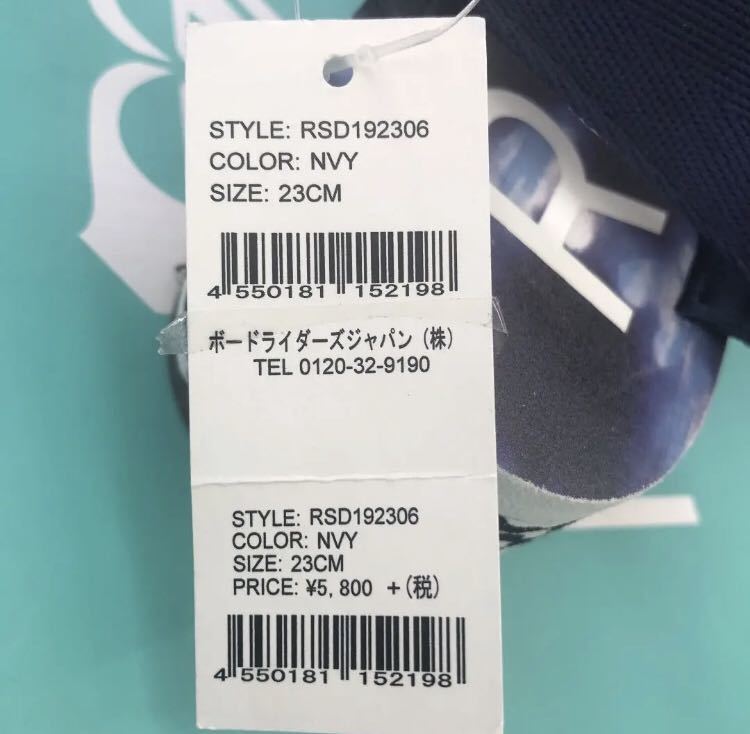 STYLE: RSD192306
COLOR: NVY
SIZE: 23CM
4 550181 152198
ボードライダーズジャパン (株)
TEL 0120-32-9190
STYLE: RSD192306
COLOR: NVY
SIZE: 23CM
PRICE: ¥5, 800 +(税)
4 550181 152198
R